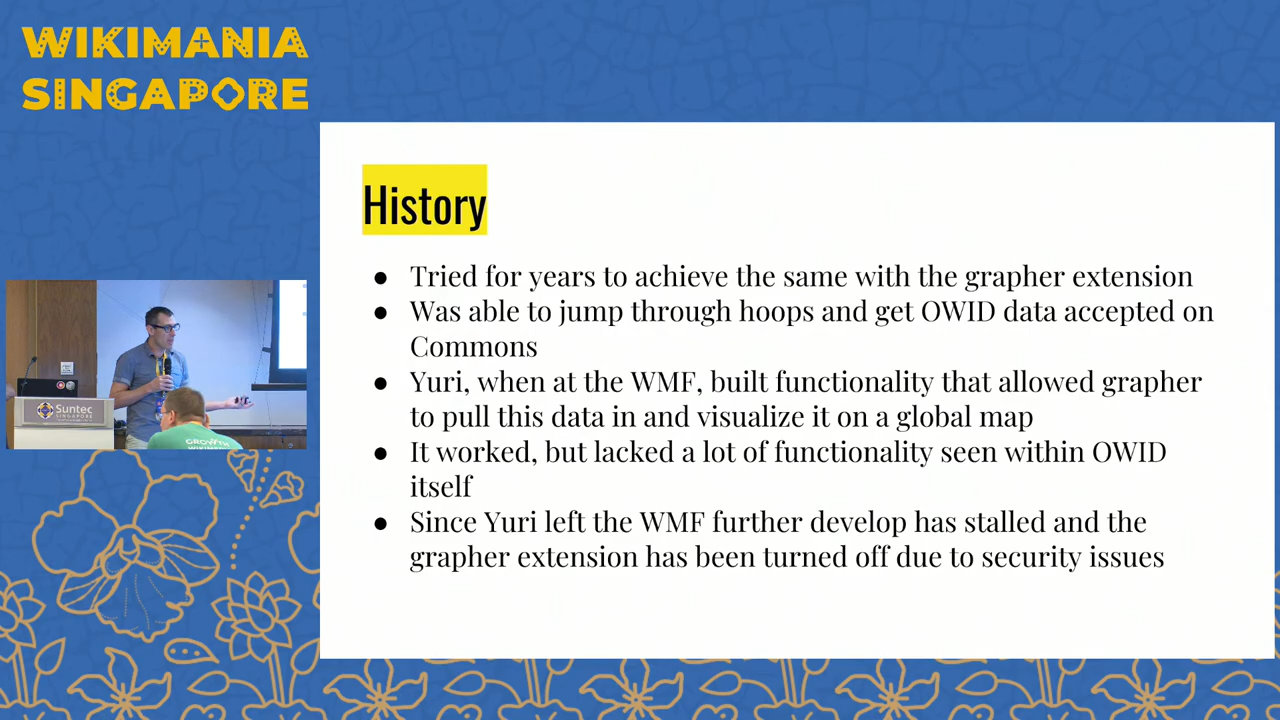 WIKIMANIA
SINGAPORE
History
● Tried for years to achieve the same with the grapher extension
● Was able to jump through hoops and get OWID data accepted on
Commons
● Yuri, when at the WMF, built functionality that allowed grapher
to pull this data in and visualize it on a global map
● It worked, but lacked a lot of functionality seen within OWID
itself
● Since Yuri left the WMF further develop has stalled and the
grapher extension has been turned off due to security issues
Suntec
SINGAPORE
GROWTH